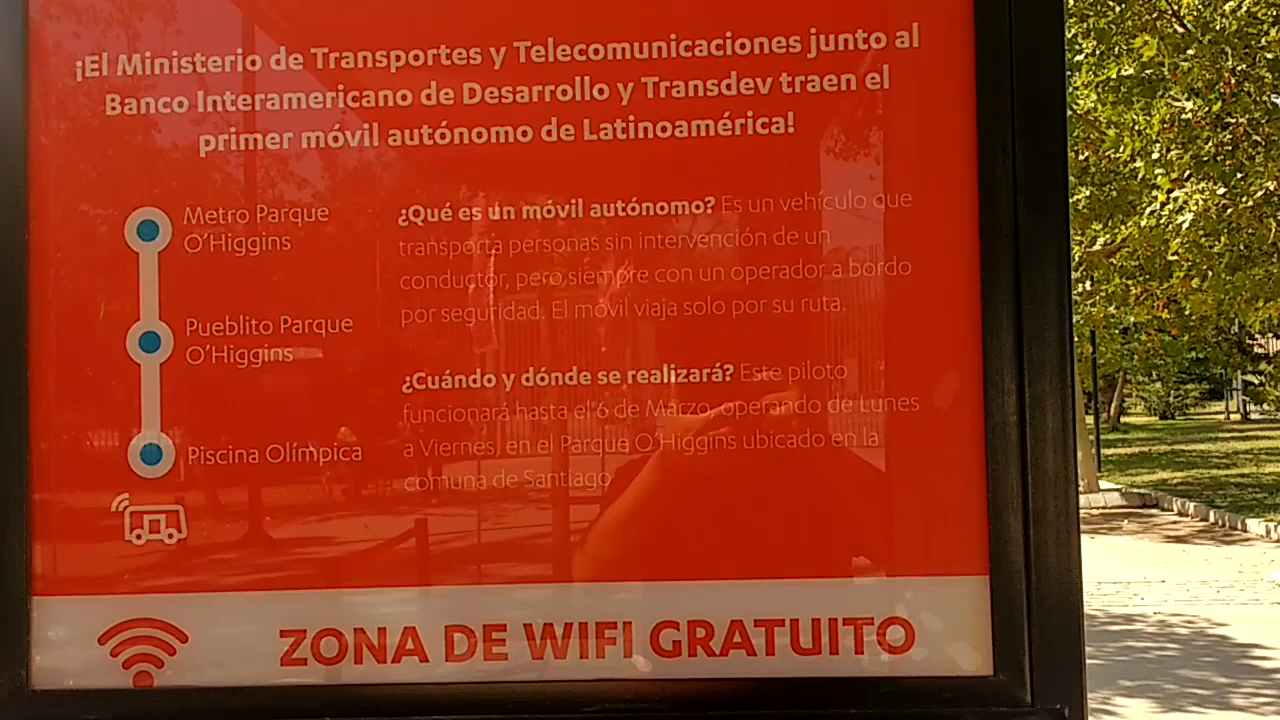 ¡El Ministerio de Transportes y Telecomunicaciones junto al
Banco Interamericano de Desarrollo y Transdev traen el
primer móvil autónomo de Latinoamérica!
Metro Parque
O'Higgins
Pueblito Parque
O'Higgins
Piscina Olímpica
¿Qué es un móvil autónomo? Es un vehículo que
transporta personas sin intervención de un
conductor, pero siempre con un operador a bordo
por seguridad. El móvil viaja solo por su ruta.
¿Cuándo y dónde se realizará? Este piloto
funcionará hasta el 6 de Marzo, operando de Lunes
a Viernes, en el Parque O'Higgins ubicado en la
comuna de Santiago
ZONA DE WIFI GRATUITO